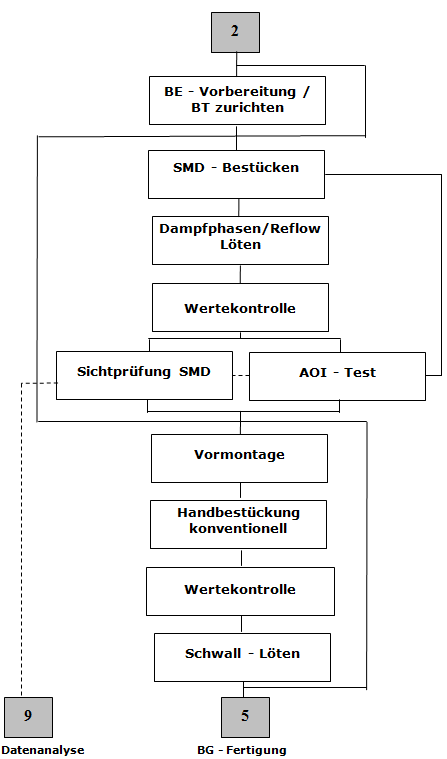 2
BE - Vorbereitung /
BT zurichten
SMD - Bestücken
Dampfphasen/Reflow
Löten
Wertekontrolle
Sichtprüfung SMD
AOI - Test
Vormontage
Handbestückung
konventionell
Wertekontrolle
Schwall - Löten
9
5
Datenanalyse
BG - Fertigung